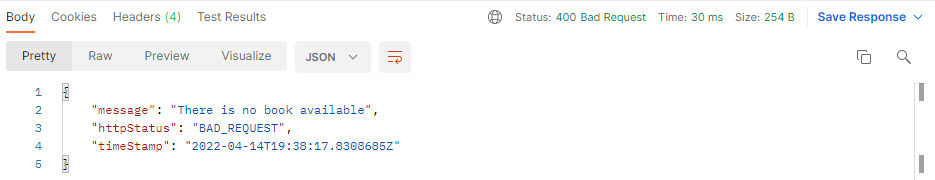 Body Cookies Headers (4) Test Results Status: 400 Bad Request Time: 30 ms Size: 254 B Save Response
Pretty Raw Preview Visualize JSON
1 {
2 "message": "There is no book available",
3 "httpStatus": "BAD_REQUEST",
4 "timeStamp": "2022-04-14T19:38:17.8308685Z"
5 }